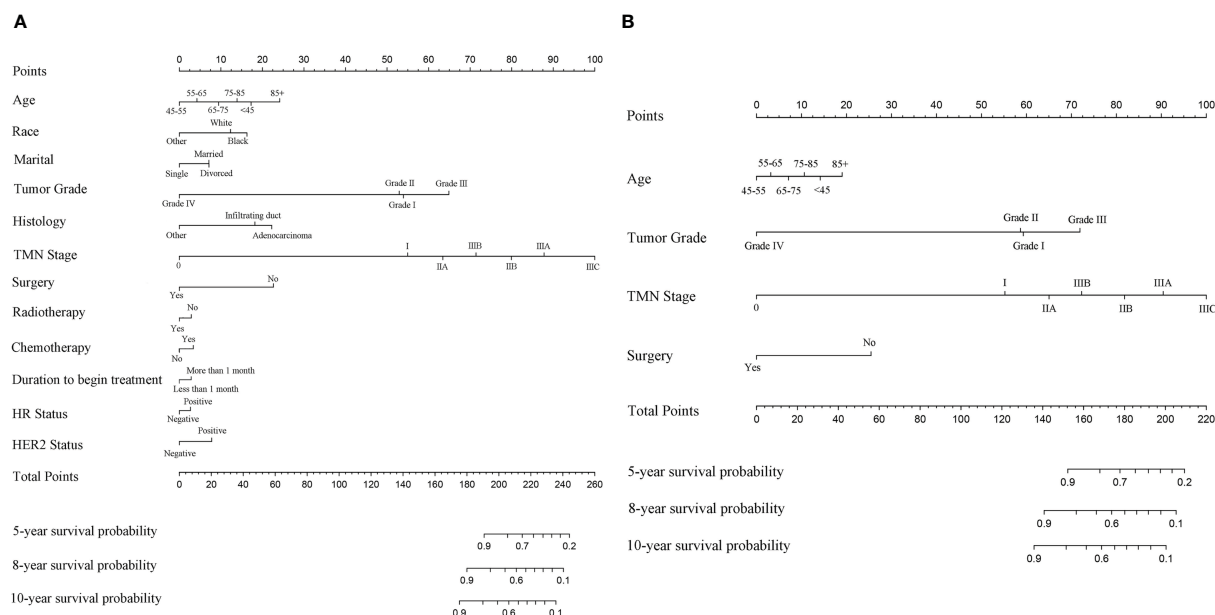 A
0 10 20 30 40 50 60 70 80 90 100
Points
55-65 75-85 85+
Age
45-55 65-75 <45
White
Race
Other Black
Married
Marital
Single Divorced
Grade II Grade III
Tumor Grade
Grade IV Grade I
Infiltrating duct
Histology
Other Adenocarcinoma
I IIIB IIIA
TMN Stage
0 IIA IIB IIIC
No
Surgery
Yes
No
Radiotherapy
Yes
Yes
Chemotherapy
No
More than 1 month
Duration to begin treatment
Less than 1 month
Positive
HR Status
Negative
Positive
HER2 Status
Negative
Total Points
0 20 40 60 80 100 120 140 160 180 200 220 240 260
5-year survival probability
0.9 0.7 0.2
8-year survival probability
0.9 0.6 0.1
10-year survival probability
0.9 0.6 0.1
B
0 10 20 30 40 50 60 70 80 90 100
Points
55-65 75-85 85+
Age
45-55 65-75 <45
Grade II Grade III
Tumor Grade
Grade IV Grade I
I IIIB IIIA
TMN Stage
0 IIA IIB IIIC
No
Surgery
Yes
Total Points
0 20 40 60 80 100 120 140 160 180 200 220
5-year survival probability
0.9 0.7 0.2
8-year survival probability
0.9 0.6 0.1
10-year survival probability
0.9 0.6 0.1